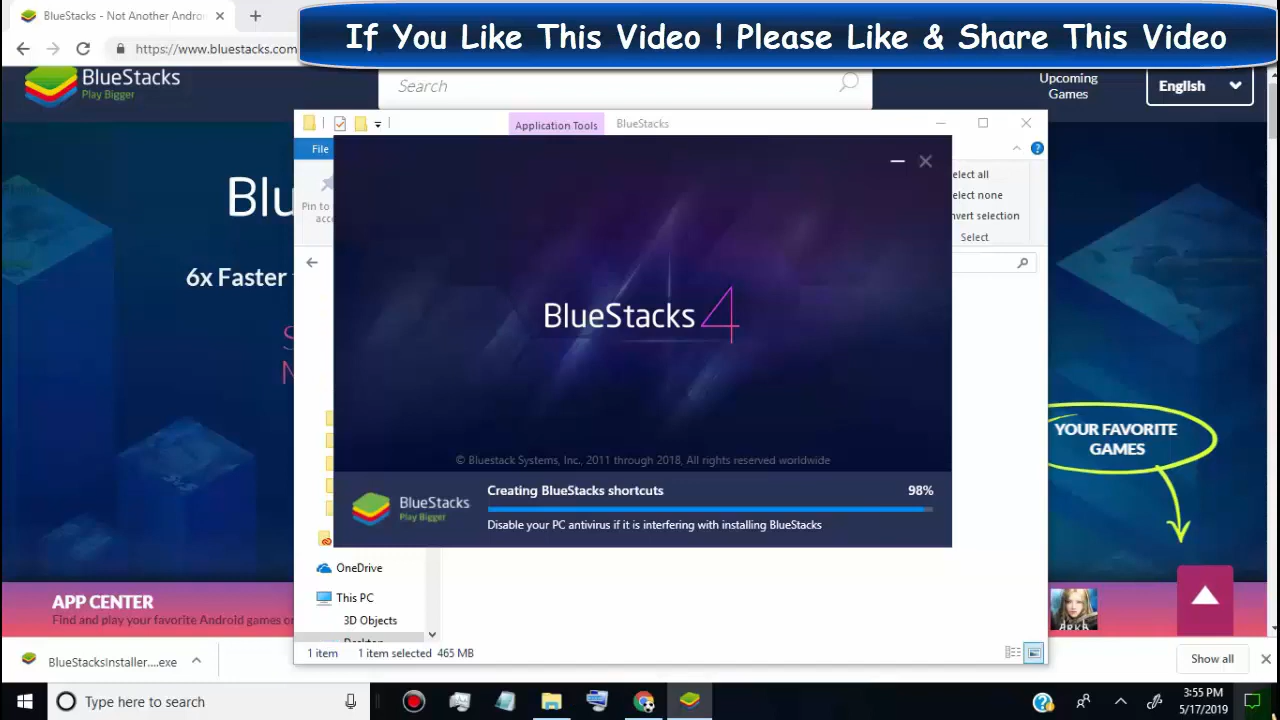 BlueStacks - Not Another Andro
If You Like This Video ! Please Like & Share This Video
https://www.bluestacks.com
BlueStacks
Play Bigger
Search
Upcoming
Games
English
Application Tools
BlueStacks
File
Pin to
acc
elect all
elect none
nvert selection
Select
Blu
6x Faster
S
N
BlueStacks 4
YOUR FAVORITE
GAMES
© Bluestack Systems, Inc., 2011 through 2018, All rights reserved worldwide
BlueStacks
Play Bigger
Creating BlueStacks shortcuts
98%
Disable your PC antivirus if it is interfering with installing BlueStacks
OneDrive
This PC
3D Objects
Desktop
APP CENTER
Find and play your favorite Android games o
ARKA
1 item
1 item selected 465 MB
BlueStacksInstaller....exe
Show all
Type here to search
3:55 PM
5/17/2019